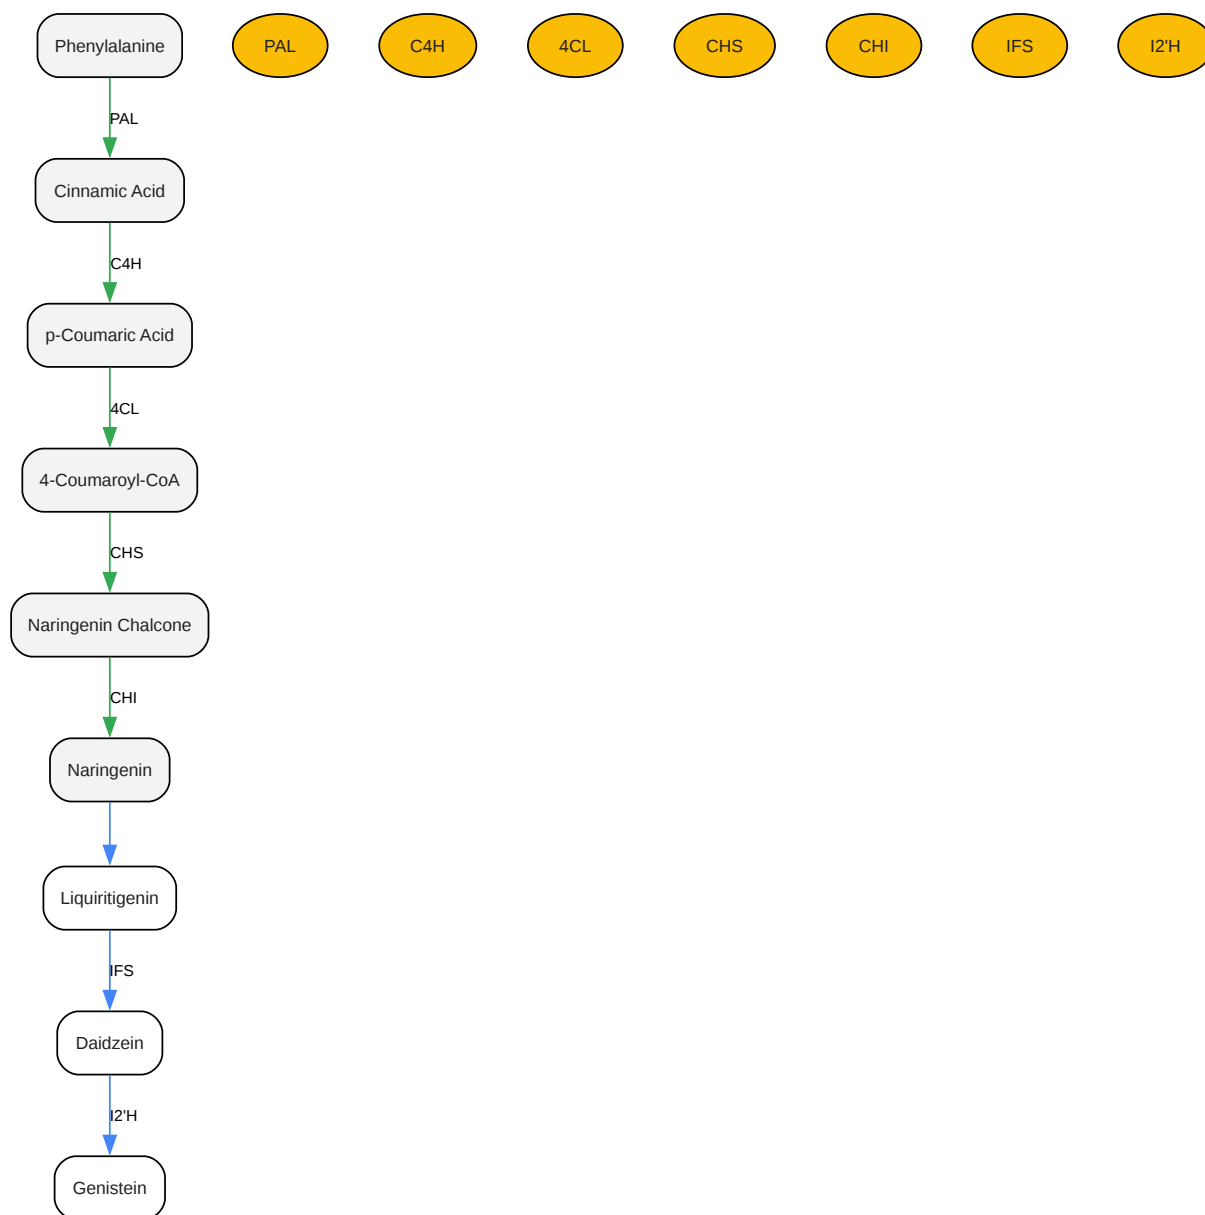 Phenylalanine
PAL
C4H
4CL
CHS
CHI
IFS
I2'H
PAL
Cinnamic Acid
C4H
p-Coumaric Acid
4CL
4-Coumaroyl-CoA
CHS
Naringenin Chalcone
CHI
Naringenin
Liquiritigenin
IFS
Daidzein
I2'H
Genistein